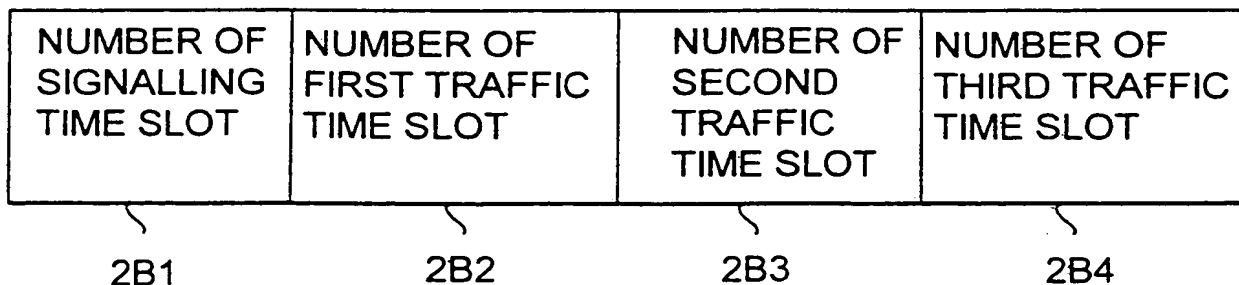 NUMBER OF
SIGNALLING
TIME SLOT
NUMBER OF
FIRST TRAFFIC
TIME SLOT
NUMBER OF
SECOND
TRAFFIC
TIME SLOT
NUMBER OF
THIRD TRAFFIC
TIME SLOT
2B1
2B2
2B3
2B4